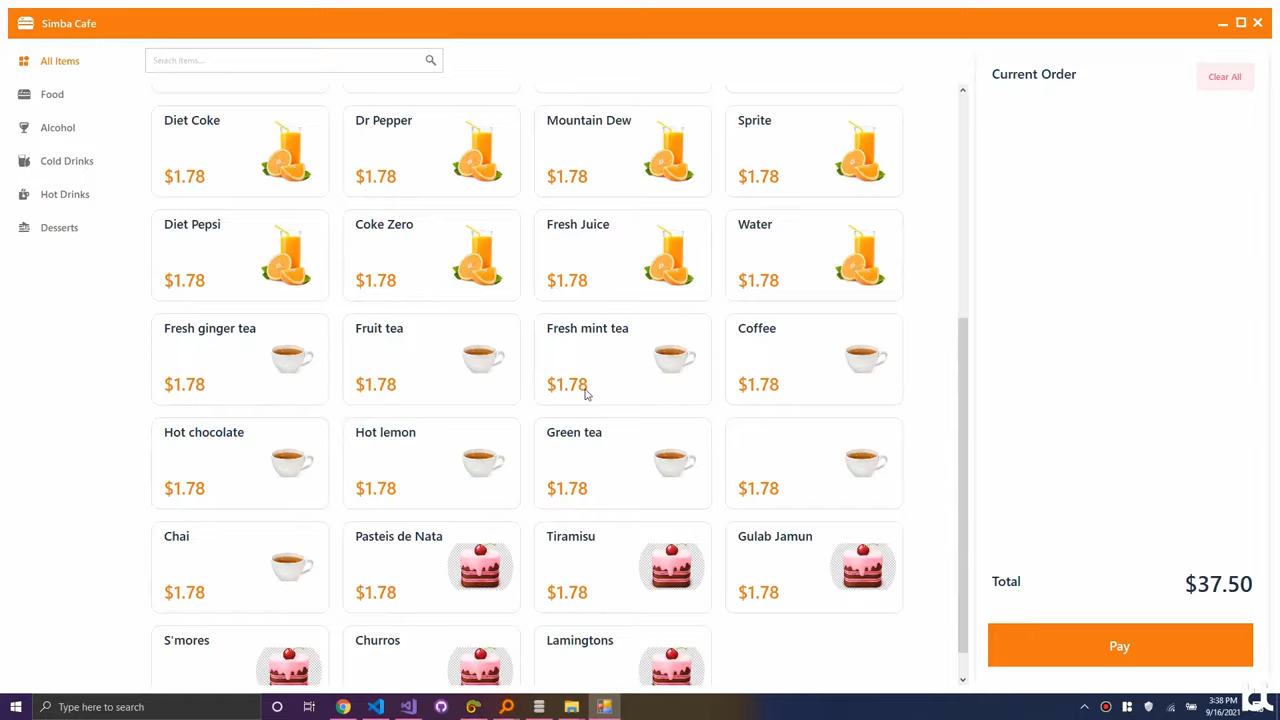 Simba Cafe
All Items
Food
Alcohol
Cold Drinks
Hot Drinks
Desserts
Serach Items....
Diet Coke
$1.78
Dr Pepper
$1.78
Mountain Dew
$1.78
Sprite
$1.78
Diet Pepsi
$1.78
Coke Zero
$1.78
Fresh Juice
$1.78
Water
$1.78
Fresh ginger tea
$1.78
Fruit tea
$1.78
Fresh mint tea
$1.78
Coffee
$1.78
Hot chocolate
$1.78
Hot lemon
$1.78
Green tea
$1.78
$1.78
Chai
$1.78
Pasteis de Nata
$1.78
Tiramisu
$1.78
Gulab Jamun
$1.78
S'mores
Churros
Lamingtons
Current Order
Clear All
Total
$37.50
Pay
Type here to search
3:38 PM
9/16/2021